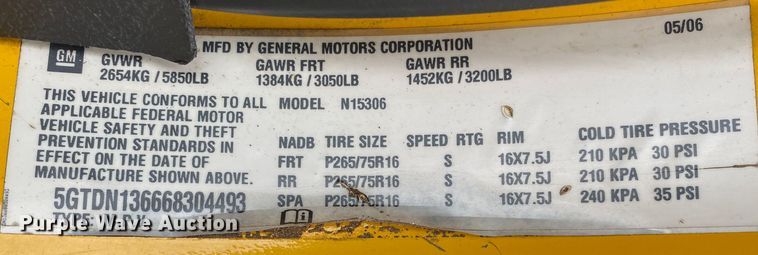 05/06
GM
MFD BY GENERAL MOTORS CORPORATION
GVWR GAWR FRT GAWR RR
2654KG / 5850LB 1384KG / 3050LB 1452KG / 3200LB
THIS VEHICLE CONFORMS TO ALL
APPLICABLE FEDERAL MOTOR
VEHICLE SAFETY AND THEFT
PREVENTION STANDARDS IN
EFFECT ON THE DATE OF
MANUFACTURE SHOWN ABOVE.
MODEL N15306
NADB TIRE SIZE SPEED RTG RIM COLD TIRE PRESSURE
FRT P265/75R16 S 16X7.5J 210 KPA 30 PSI
RR P265/75R16 S 16X7.5J 210 KPA 30 PSI
SPA P265/75R16 S 16X7.5J 240 KPA 35 PSI
5GTDN136668304493
Purple Wave Auction